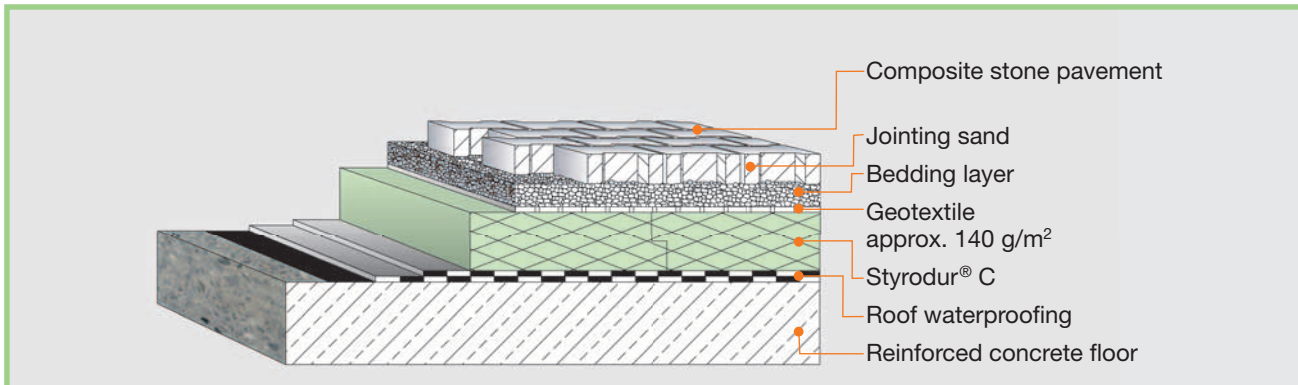 Composite stone pavement
Jointing sand
Bedding layer
Geotextile
approx. 140 g/m²
Styrodur® C
Roof waterproofing
Reinforced concrete floor